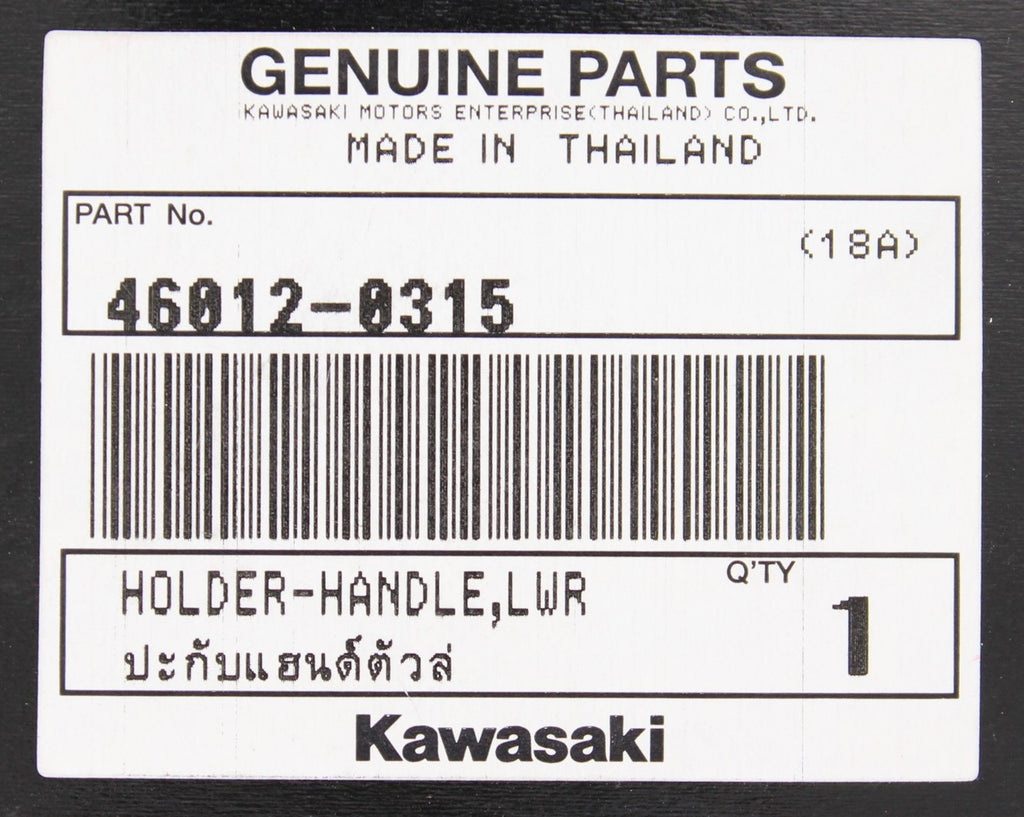 GENUINE PARTS
KAWASAKI MOTORS ENTERPRISE(THAILAND) CO.,LTD.
MADE IN THAILAND
PART No.
(18A)
46012-0315
HOLDER-HANDLE,LWR
Q'TY
1
ปะกับแฮนด์ตัวล่
Kawasaki